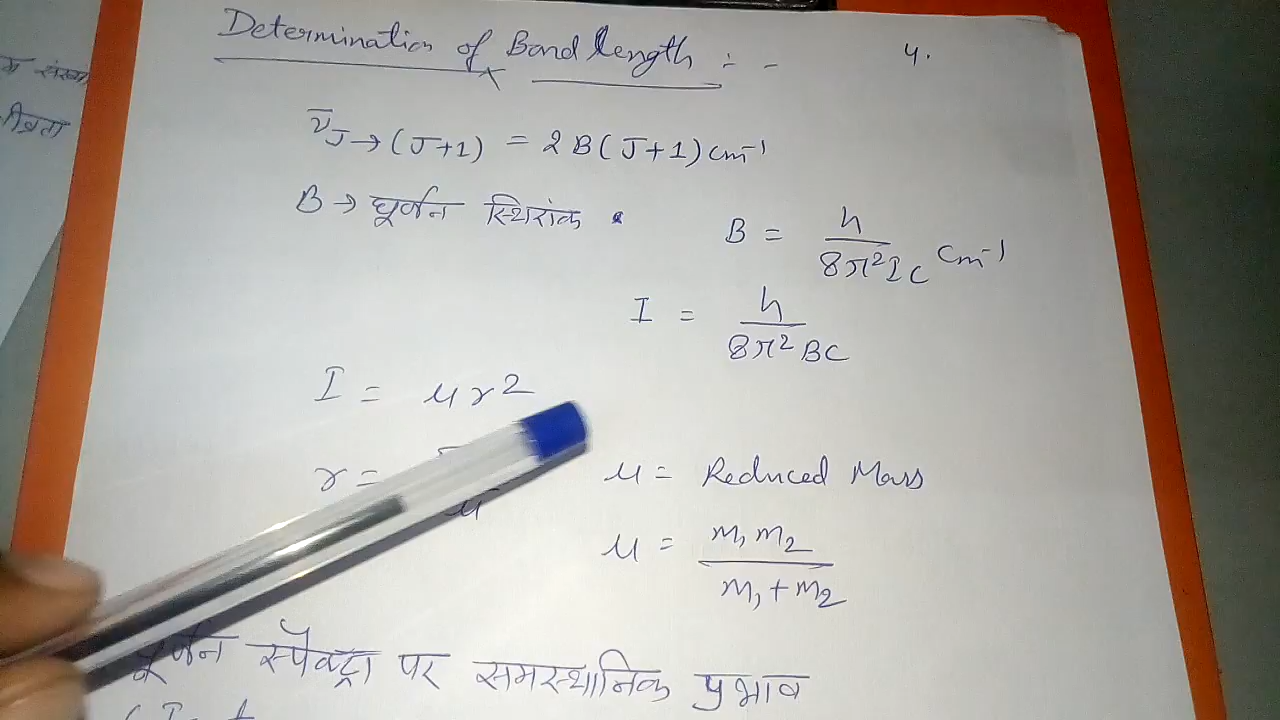 Determination of Bond length :- 4.
ν̄J→(J+1) = 2B(J+1)cm⁻¹
B→ घूर्णन स्थिरांक
B = h / 8π²Ic cm⁻¹
I = h / 8π²BC
I = μr²
r =
μ = Reduced Mass
μ = m₁m₂ / m₁+m₂
घूर्णन स्पेक्ट्रा पर समस्थानिक प्रभाव